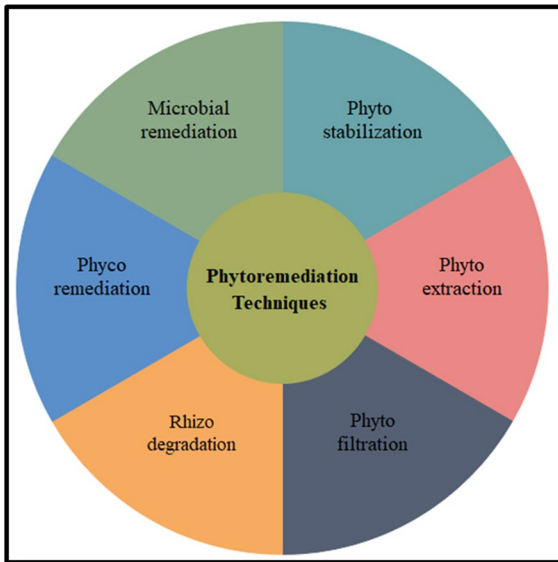 Microbial
remediation
Phyto
stabilization
Phyco
remediation
Phytoremediation
Techniques
Phyto
extraction
Rhizo
degradation
Phyto
filtration